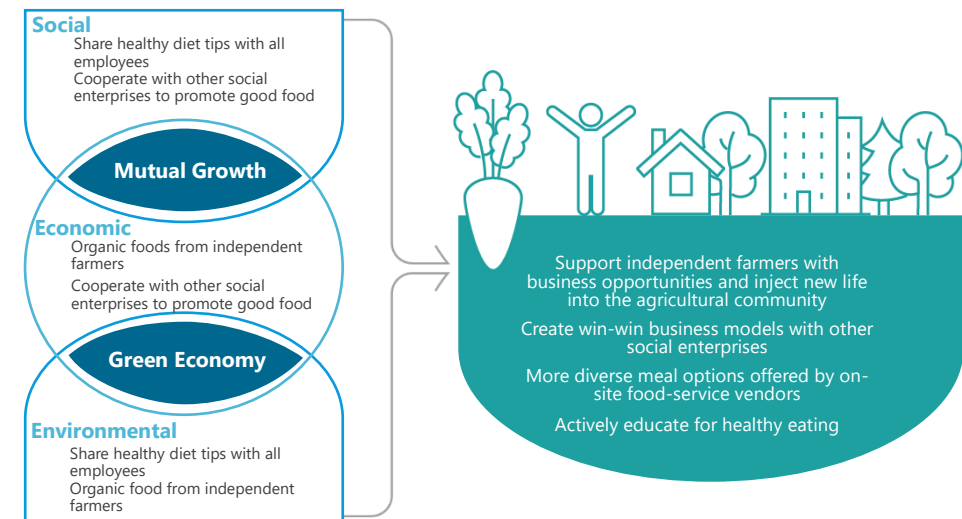 Social
Share healthy diet tips with all
employees
Cooperate with other social
enterprises to promote good food
Mutual Growth
Economic
Organic foods from independent
farmers
Cooperate with other social
enterprises to promote good food
Green Economy
Environmental
Share healthy diet tips with all
employees
Organic food from independent
farmers
Support independent farmers with
business opportunities and inject new life
into the agricultural community
Create win-win business models with other
social enterprises
More diverse meal options offered by on-
site food-service vendors
Actively educate for healthy eating